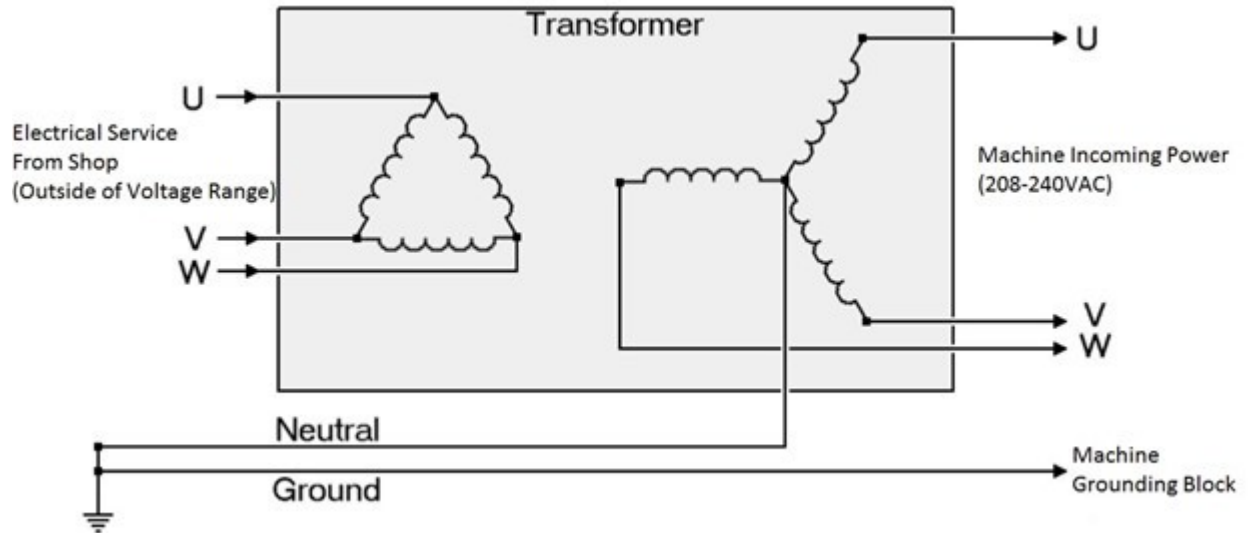 Transformer
U
U
Electrical Service
From Shop
(Outside of Voltage Range)
Machine Incoming Power
(208-240VAC)
V
W
V
W
Neutral
Ground
Machine
Grounding Block